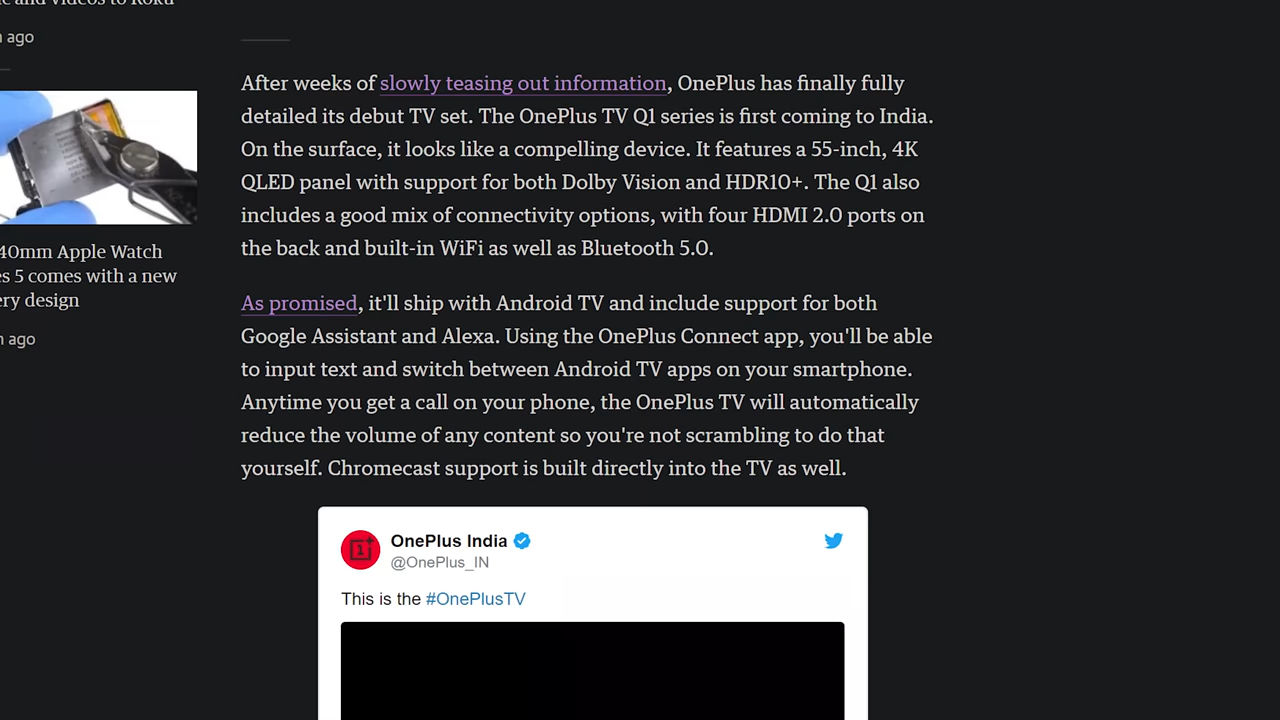 c and videos to Roku
ago
40mm Apple Watch
es 5 comes with a new
ery design
ago
After weeks of slowly teasing out information, OnePlus has finally fully
detailed its debut TV set. The OnePlus TV Q1 series is first coming to India.
On the surface, it looks like a compelling device. It features a 55-inch, 4K
QLED panel with support for both Dolby Vision and HDR10+. The Q1 also
includes a good mix of connectivity options, with four HDMI 2.0 ports on
the back and built-in WiFi as well as Bluetooth 5.0.
As promised, it'll ship with Android TV and include support for both
Google Assistant and Alexa. Using the OnePlus Connect app, you'll be able
to input text and switch between Android TV apps on your smartphone.
Anytime you get a call on your phone, the OnePlus TV will automatically
reduce the volume of any content so you're not scrambling to do that
yourself. Chromecast support is built directly into the TV as well.
OnePlus India
@OnePlus_IN
This is the #OnePlusTV